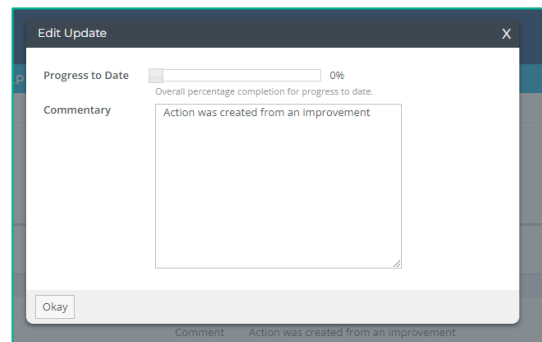 Edit Update
X
Progress to Date
0%
Overall percentage completion for progress to date.
Commentary
Action was created from an improvement
Okay
Comment Action was created from an improvement
P